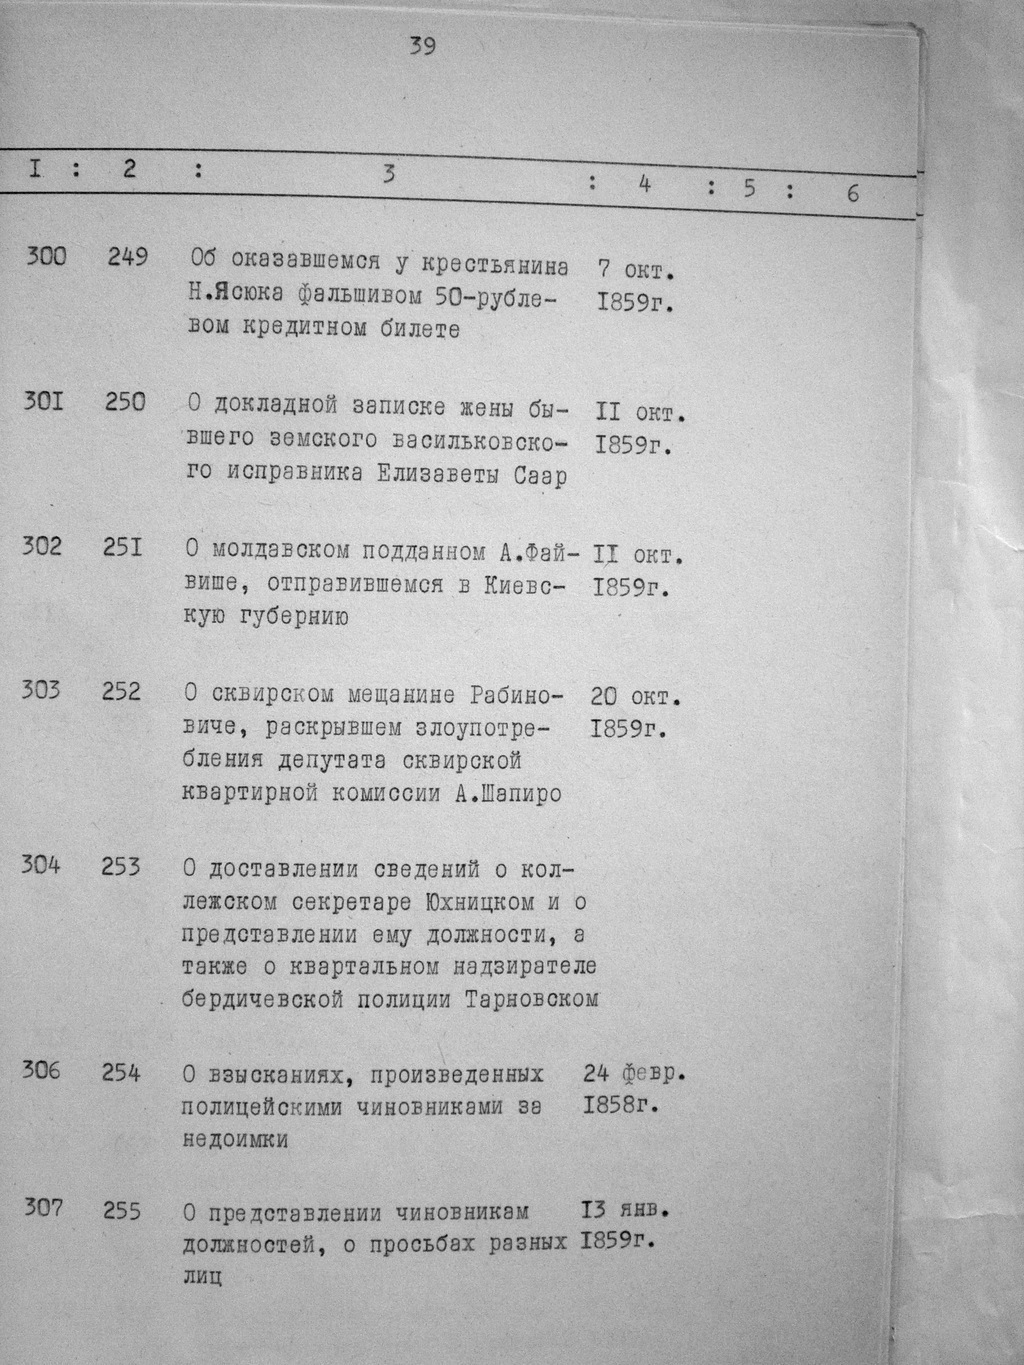 39
I : 2 : 3 : 4 : 5 : 6
300 249 Об оказавшемся у крестьянина 7 окт.
Н.Ясюка фальшивом 50-рубле- I859г.
вом кредитном билете
30I 250 О докладной записке жены бы- II окт.
вшего земского васильковско- I859г.
го исправника Елизаветы Саар
302 25I О молдавском подданном А.Фай- II окт.
више, отправившемся в Киевс- I859г.
кую губернию
303 252 О сквирском мещанине Рабино- 20 окт.
виче, раскрывшем злоупотре- I859г.
бления депутата сквирской
квартирной комиссии А.Шапиро
304 253 О доставлении сведений о кол-
лежском секретаре Юхницком и о
представлении ему должности, а
также о квартальном надзирателе
бердичевской полиции Тарновском
306 254 О взысканиях, произведенных 24 февр.
полицейскими чиновниками за I858г.
недоимки
307 255 О представлении чиновникам I3 янв.
должностей, о просьбах разных I859г.
лиц